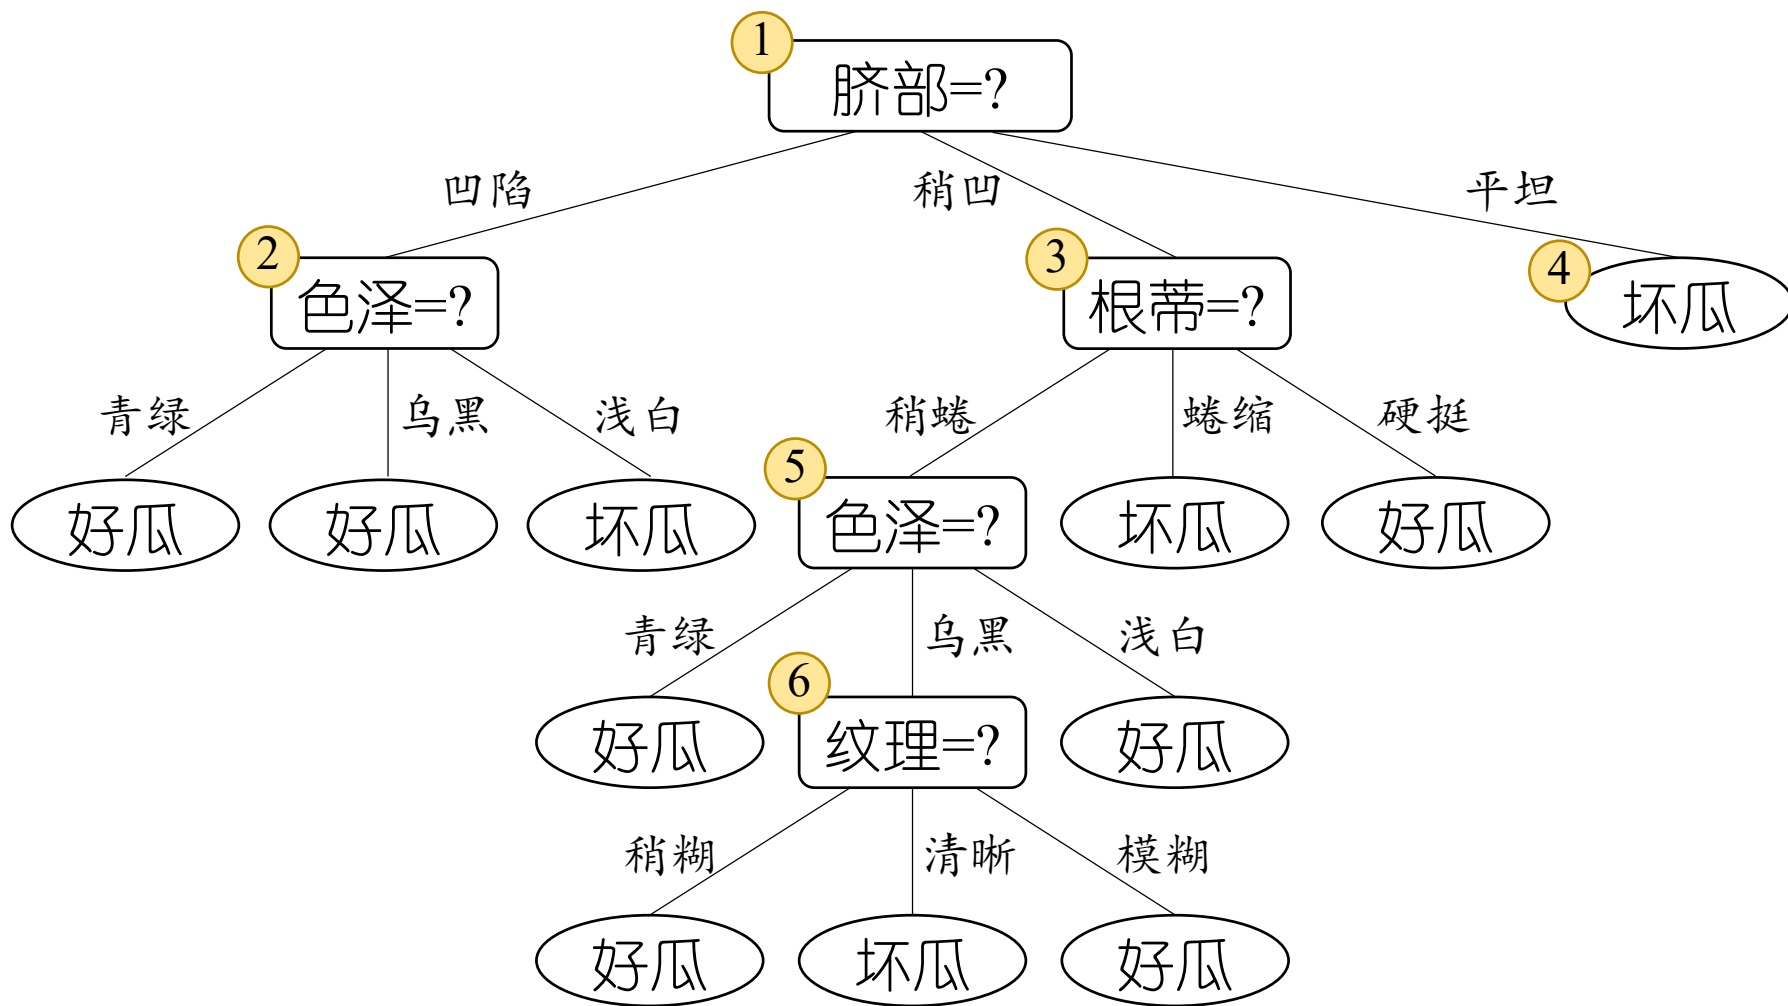 1
脐部=?
凹陷
稍凹
平坦
2
色泽=?
3
根蒂=?
4
坏瓜
青绿
乌黑
浅白
稍蜷
蜷缩
硬挺
好瓜
好瓜
坏瓜
5
色泽=?
坏瓜
好瓜
青绿
乌黑
浅白
好瓜
6
纹理=?
好瓜
稍糊
清晰
模糊
好瓜
坏瓜
好瓜